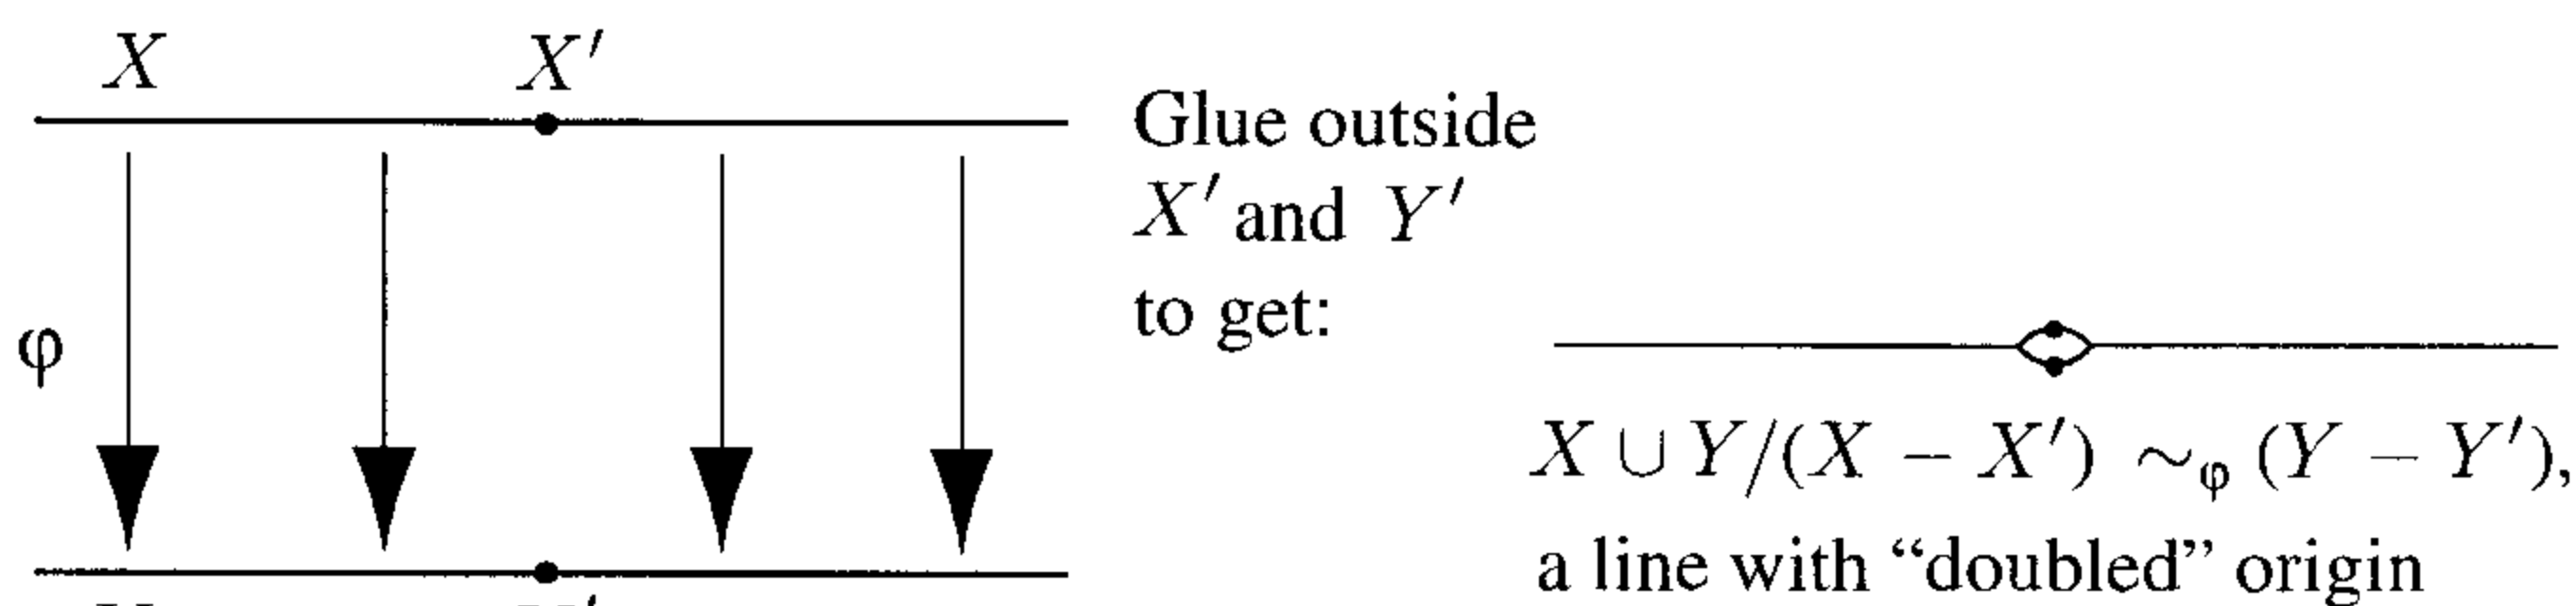 X X′
Glue outside
X′ and Y′
to get:
φ
X ∪ Y/(X − X′) ∼φ (Y − Y′),
a line with “doubled” origin